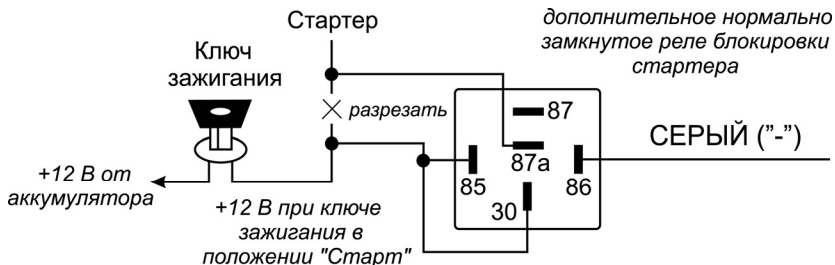 Стартер
дополнительное нормально
замкнутое реле блокировки
стартера
Ключ
зажигания
разрезать
87
87a
85
86
30
СЕРЫЙ ("-")
+12 В от
аккумулятора
+12 В при ключе
зажигания в
положении "Старт"